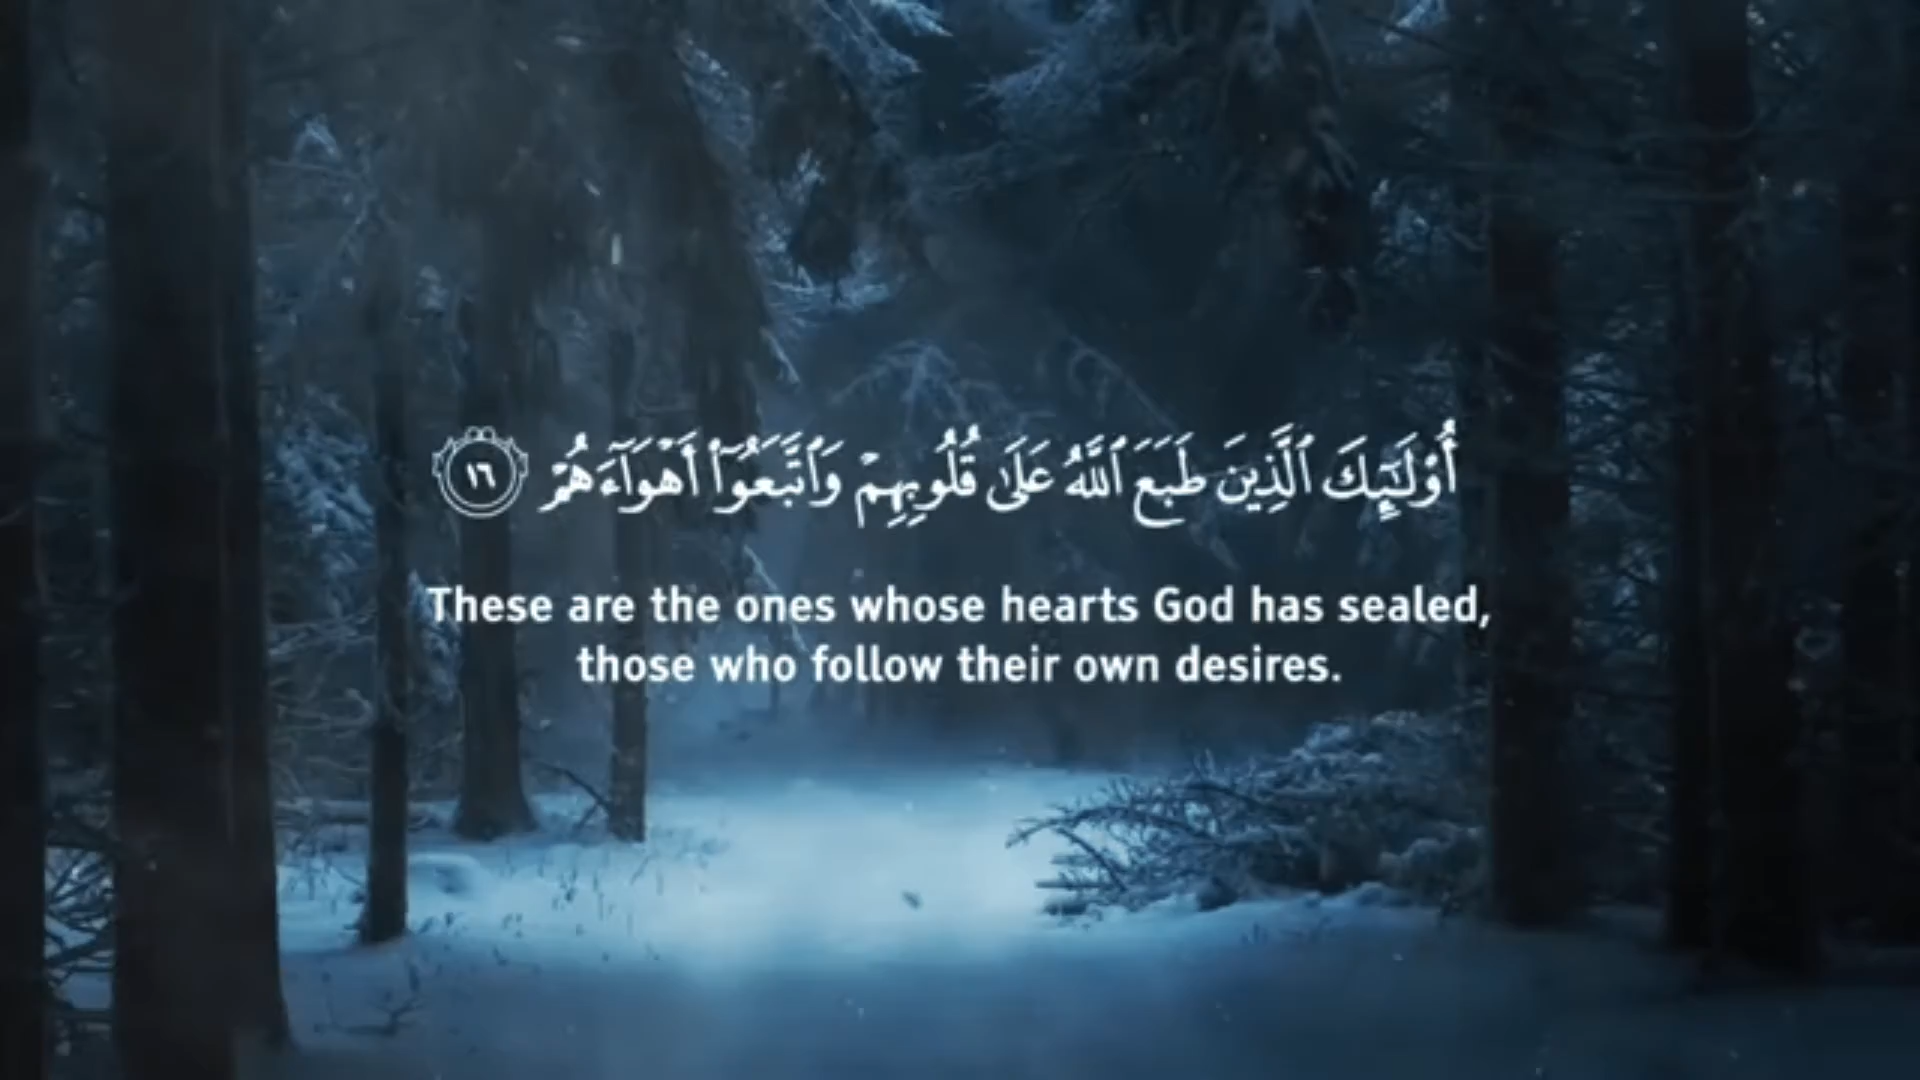 أُو۟لَـٰٓئِكَ ٱلَّذِينَ طَبَعَ ٱللَّهُ عَلَىٰ قُلُوبِهِمْ وَٱتَّبَعُوٓا۟ أَهْوَآءَهُمْ ١٦
These are the ones whose hearts God has sealed,
those who follow their own desires.